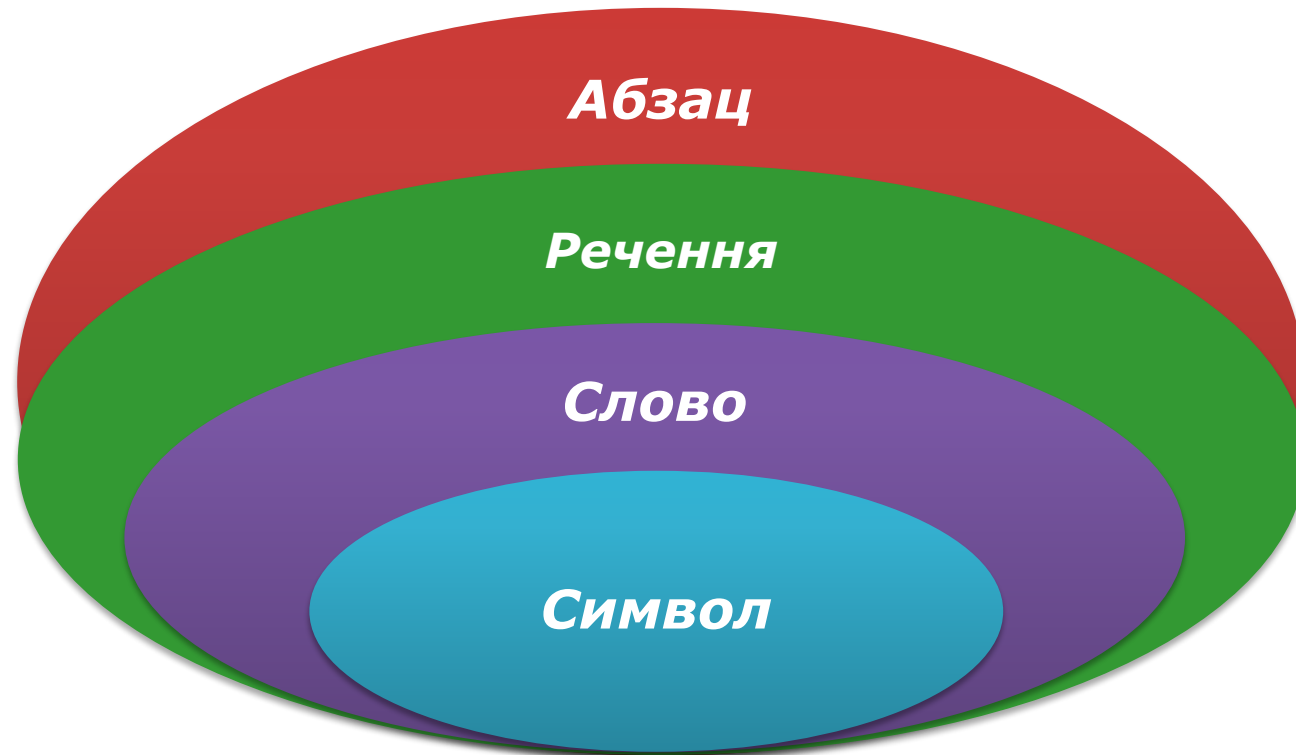 Абзац
Речення
Слово
Символ